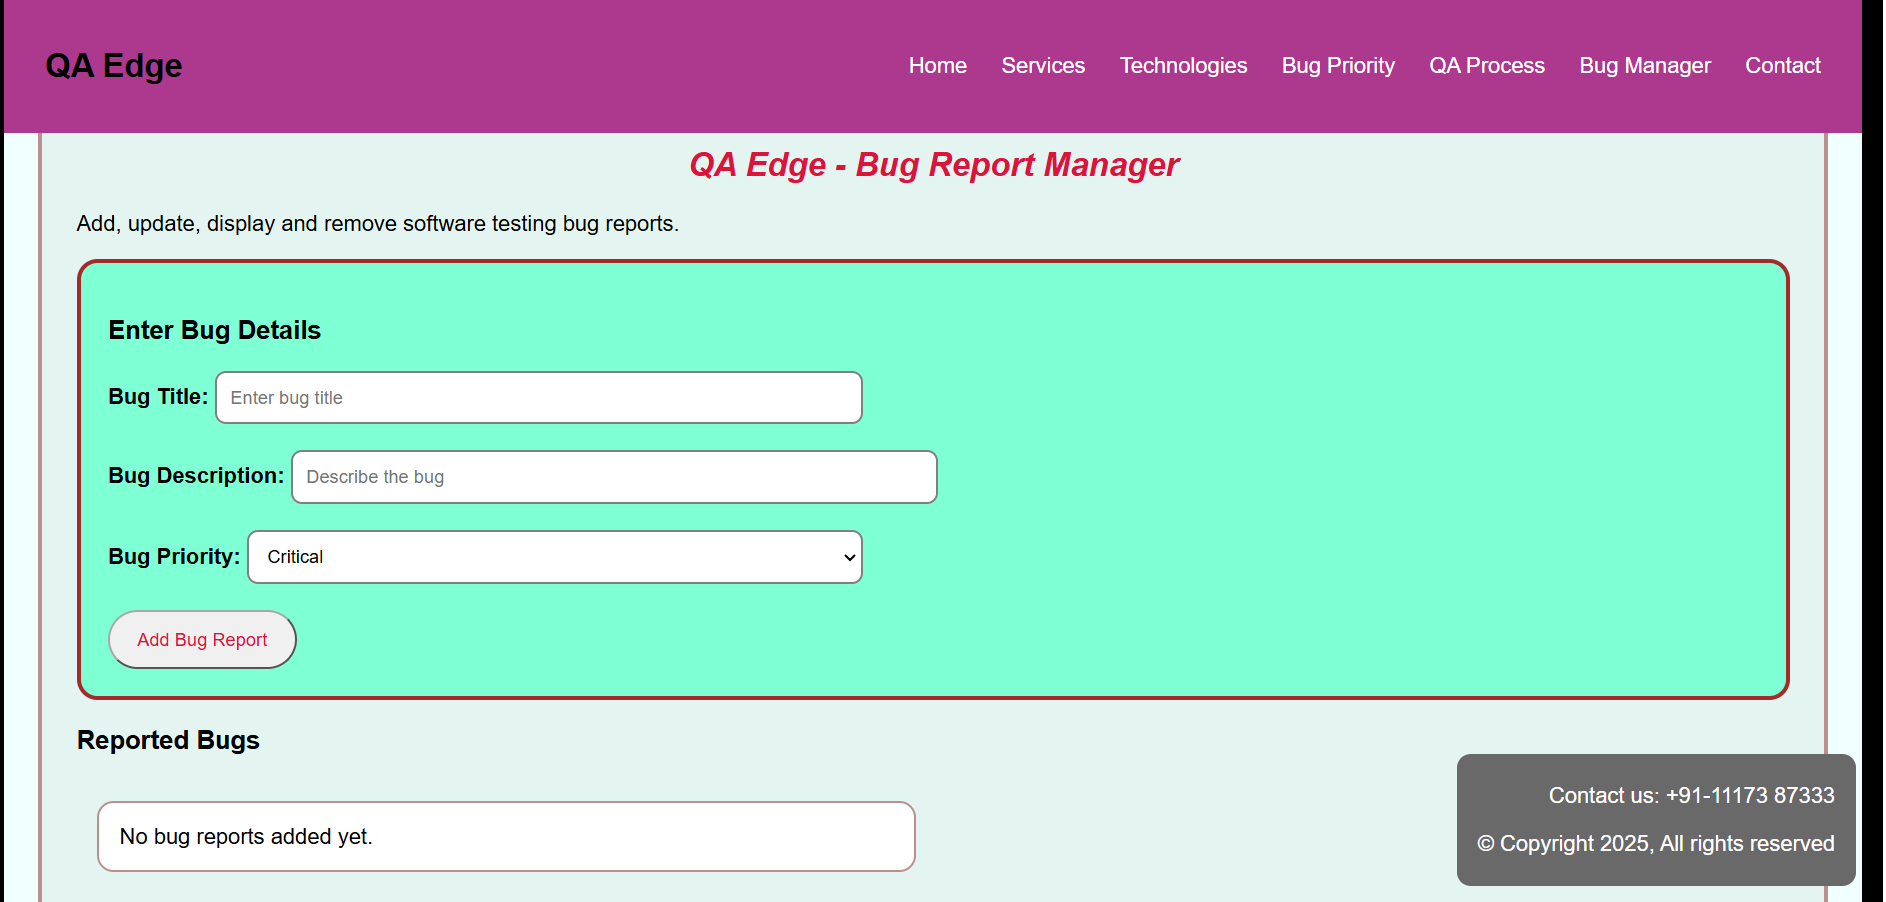 QA Edge
Home Services Technologies Bug Priority QA Process Bug Manager Contact
QA Edge - Bug Report Manager
Add, update, display and remove software testing bug reports.
Enter Bug Details
Bug Title: Enter bug title
Bug Description: Describe the bug
Bug Priority: Critical
Add Bug Report
Reported Bugs
No bug reports added yet.
Contact us: +91-11173 87333
© Copyright 2025, All rights reserved